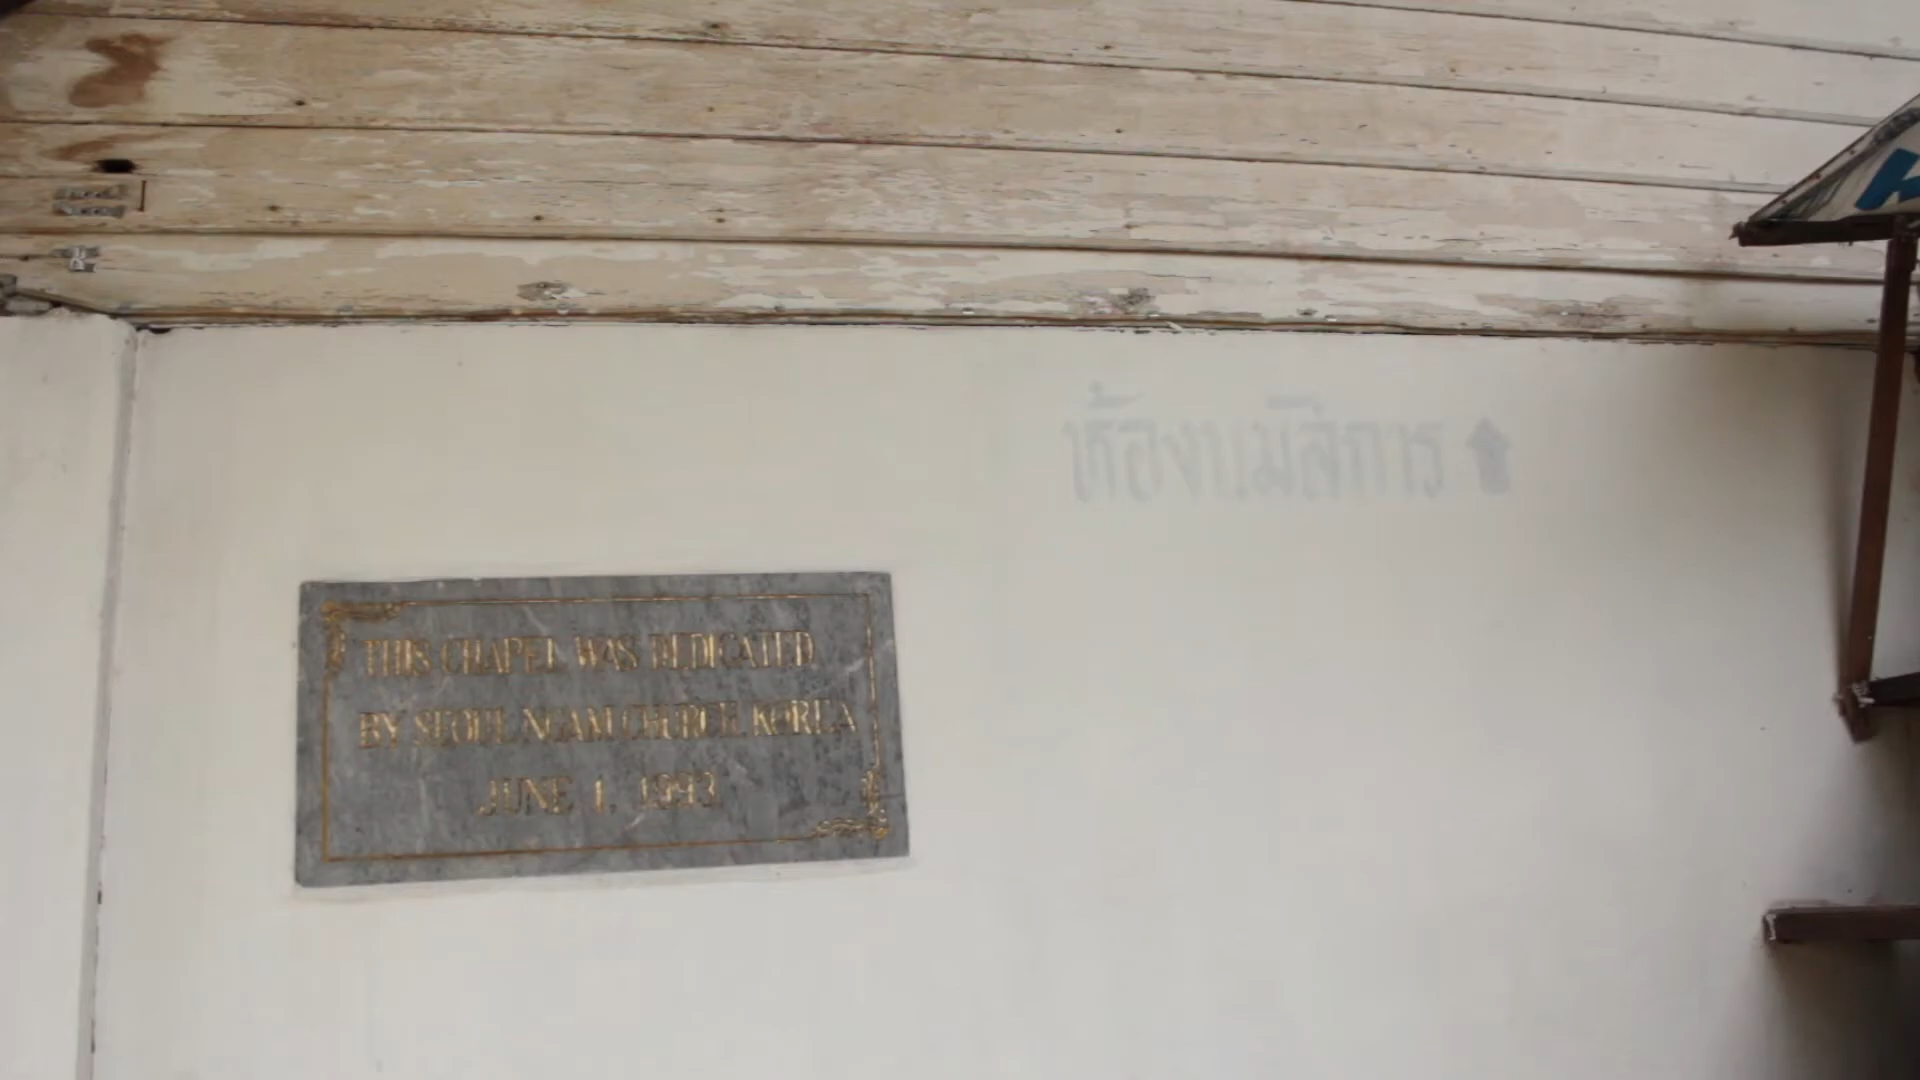 ห้องนมัสการ
THIS CHAPEL WAS DEDICATED
BY SEOUL NGAM CHURCH, KOREA
JUNE 1, 1993